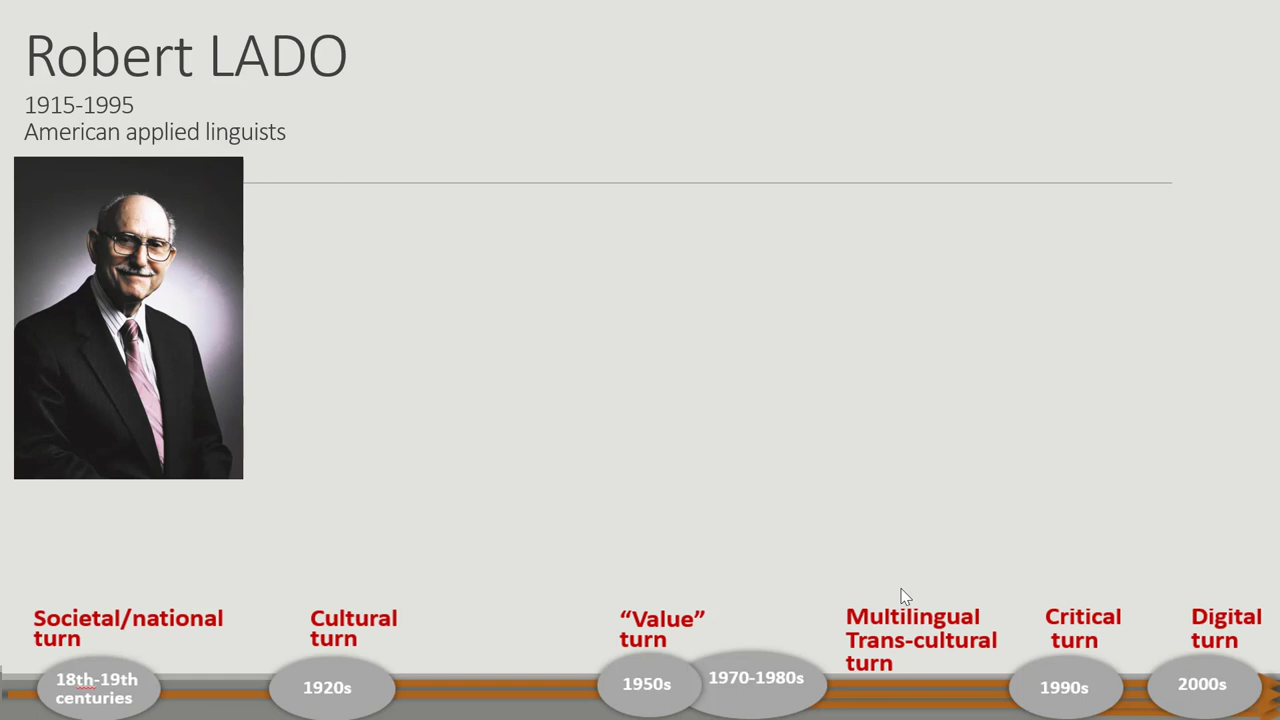 Robert LADO
1915-1995
American applied linguists
Societal/national
turn
Cultural
turn
“Value”
turn
Multilingual
Trans-cultural
turn
Critical
turn
Digital
turn
18th-19th
centuries
1920s
1950s
1970-1980s
1990s
2000s